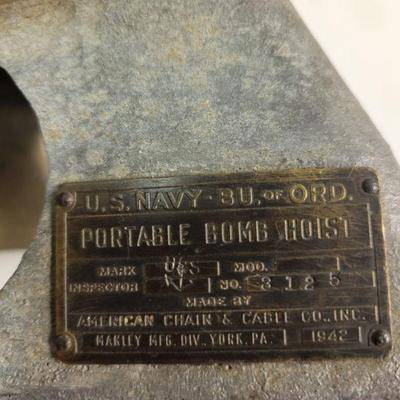 U.S. NAVY · BU. OF ORD.
PORTABLE BOMB HOIST
MARK MOD.
INSPECTOR U S NO. 3125
MADE BY
AMERICAN CHAIN & CABLE CO., INC.
MANLEY MFG. DIV., YORK, PA. 1942